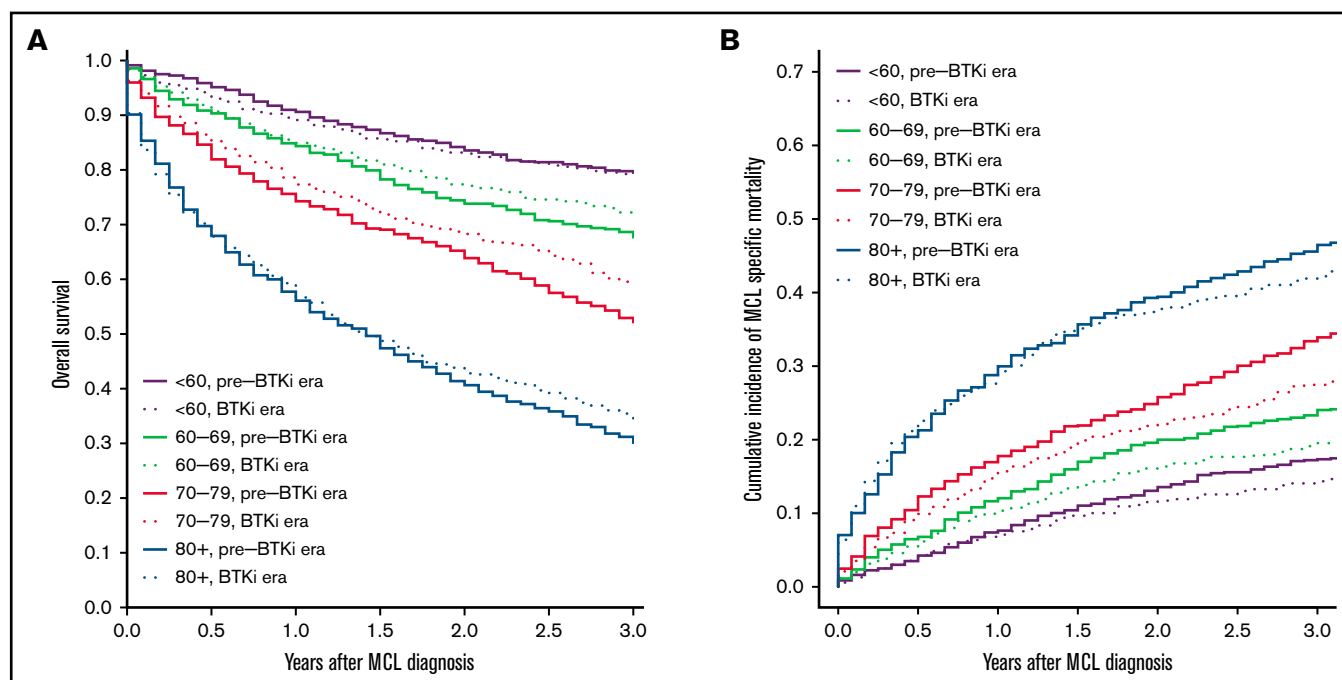 A
1.0
0.9
0.8
0.7
0.6
0.5
0.4
0.3
0.2
0.1
0.0
Overall survival
<60, pre–BTKi era
<60, BTKi era
60–69, pre–BTKi era
60–69, BTKi era
70–79, pre–BTKi era
70–79, BTKi era
80+, pre–BTKi era
80+, BTKi era
0.0 0.5 1.0 1.5 2.0 2.5 3.0
Years after MCL diagnosis
B
0.7
0.6
0.5
0.4
0.3
0.2
0.1
0.0
Cumulative incidence of MCL specific mortality
<60, pre–BTKi era
<60, BTKi era
60–69, pre–BTKi era
60–69, BTKi era
70–79, pre–BTKi era
70–79, BTKi era
80+, pre–BTKi era
80+, BTKi era
0.0 0.5 1.0 1.5 2.0 2.5 3.0
Years after MCL diagnosis